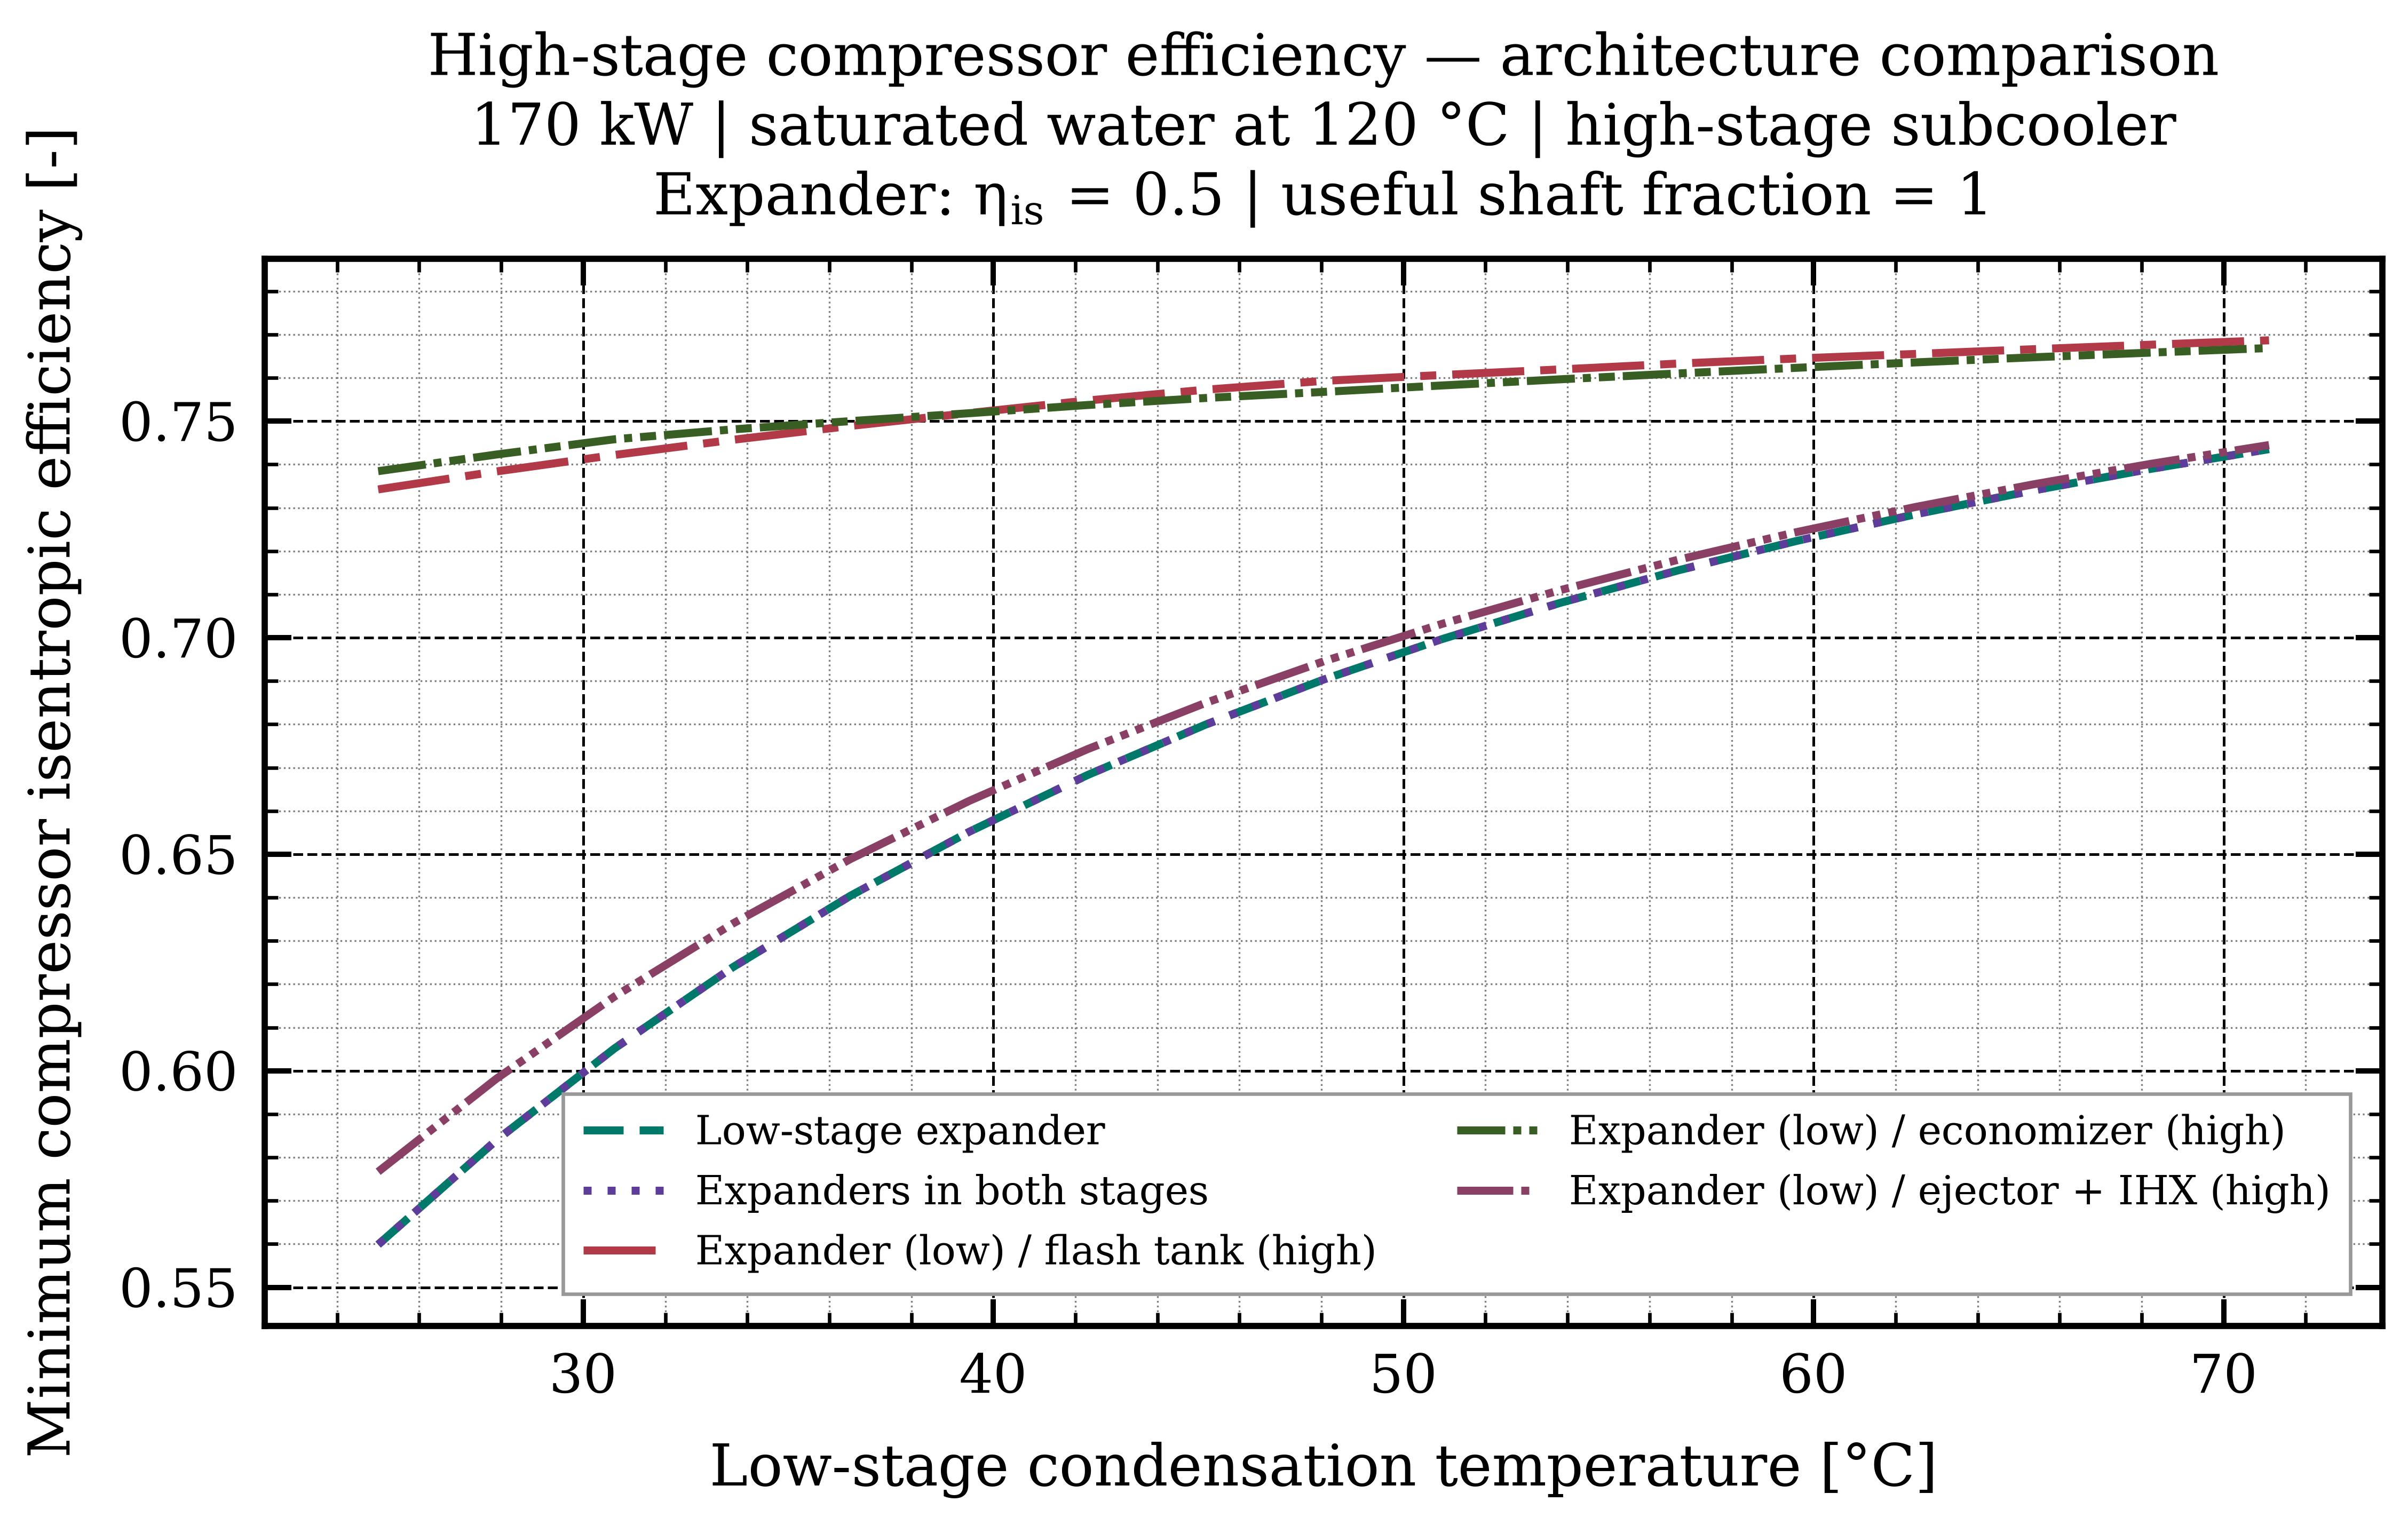 High-stage compressor efficiency — architecture comparison
170 kW | saturated water at 120 °C | high-stage subcooler
Expander: ηis = 0.5 | useful shaft fraction = 1
Minimum compressor isentropic efficiency [-]
0.75
0.70
0.65
0.60
0.55
Low-stage expander
Expanders in both stages
Expander (low) / flash tank (high)
Expander (low) / economizer (high)
Expander (low) / ejector + IHX (high)
30 40 50 60 70
Low-stage condensation temperature [°C]